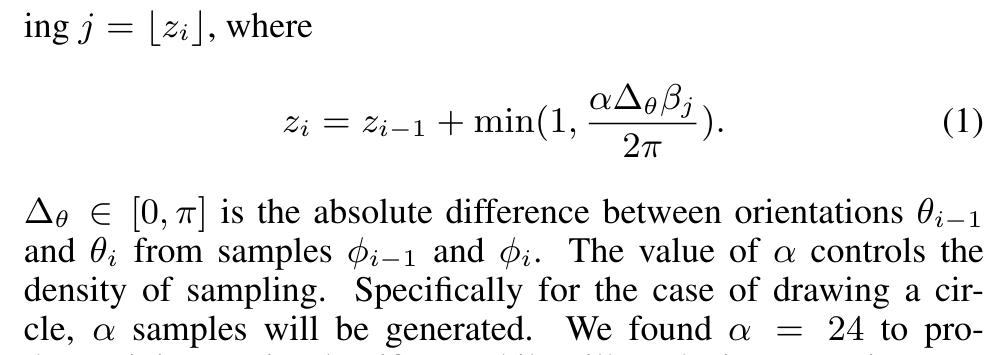 ing j = ⌊z_i⌋, where
z_i = z_{i−1} + min(1, \frac{αΔ_θβ_j}{2π}). (1)
Δ_θ ∈ [0, π] is the absolute difference between orientations θ_{i−1}
and θ_i from samples ϕ_{i−1} and ϕ_i. The value of α controls the
density of sampling. Specifically for the case of drawing a cir-
cle, α samples will be generated. We found α = 24 to pro-